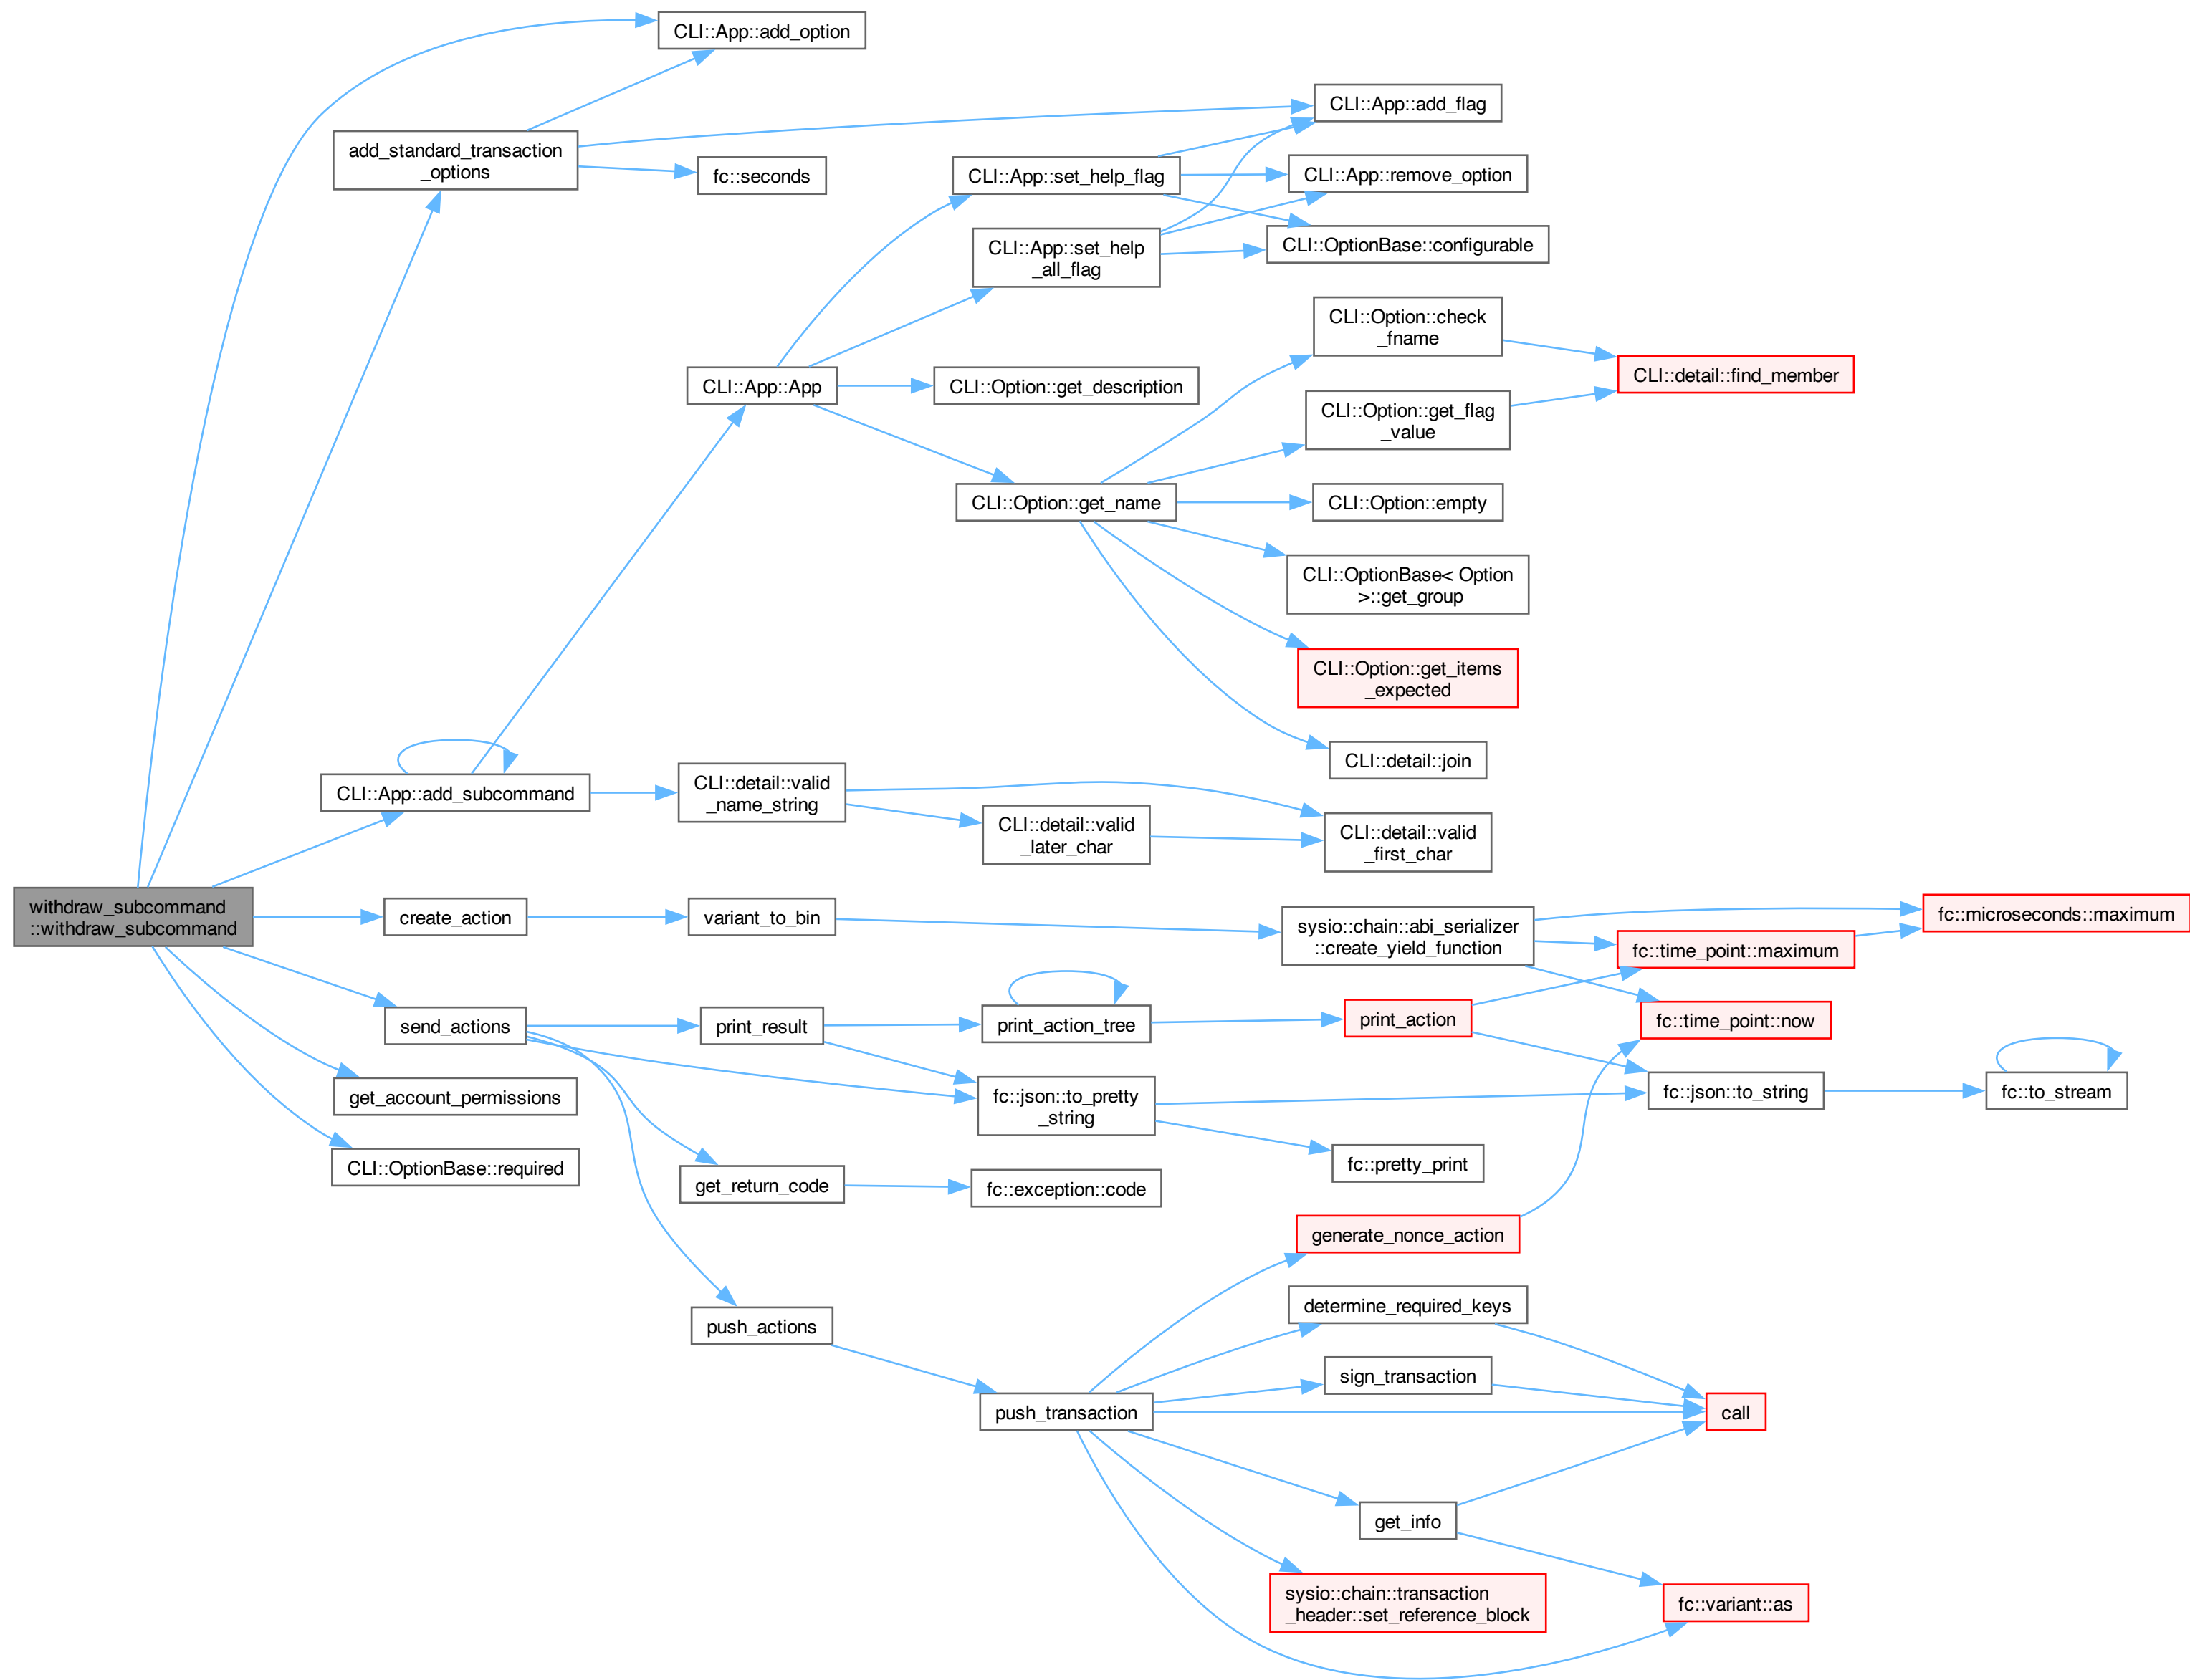 CLI::App::add_option
CLI::App::add_flag
add_standard_transaction
_options
fc::seconds
CLI::App::set_help_flag
CLI::App::remove_option
CLI::App::set_help
_all_flag
CLI::OptionBase::configurable
CLI::Option::check
_fname
CLI::App::App
CLI::Option::get_description
CLI::detail::find_member
CLI::Option::get_flag
_value
CLI::Option::get_name
CLI::Option::empty
CLI::OptionBase< Option
>::get_group
CLI::Option::get_items
_expected
CLI::detail::join
CLI::App::add_subcommand
CLI::detail::valid
_name_string
CLI::detail::valid
_later_char
CLI::detail::valid
_first_char
withdraw_subcommand
::withdraw_subcommand
create_action
variant_to_bin
sysio::chain::abi_serializer
::create_yield_function
fc::microseconds::maximum
fc::time_point::maximum
send_actions
print_result
print_action_tree
print_action
fc::time_point::now
get_account_permissions
fc::json::to_pretty
_string
fc::json::to_string
fc::to_stream
CLI::OptionBase::required
fc::pretty_print
get_return_code
fc::exception::code
generate_nonce_action
determine_required_keys
push_actions
sign_transaction
push_transaction
call
get_info
sysio::chain::transaction
_header::set_reference_block
fc::variant::as